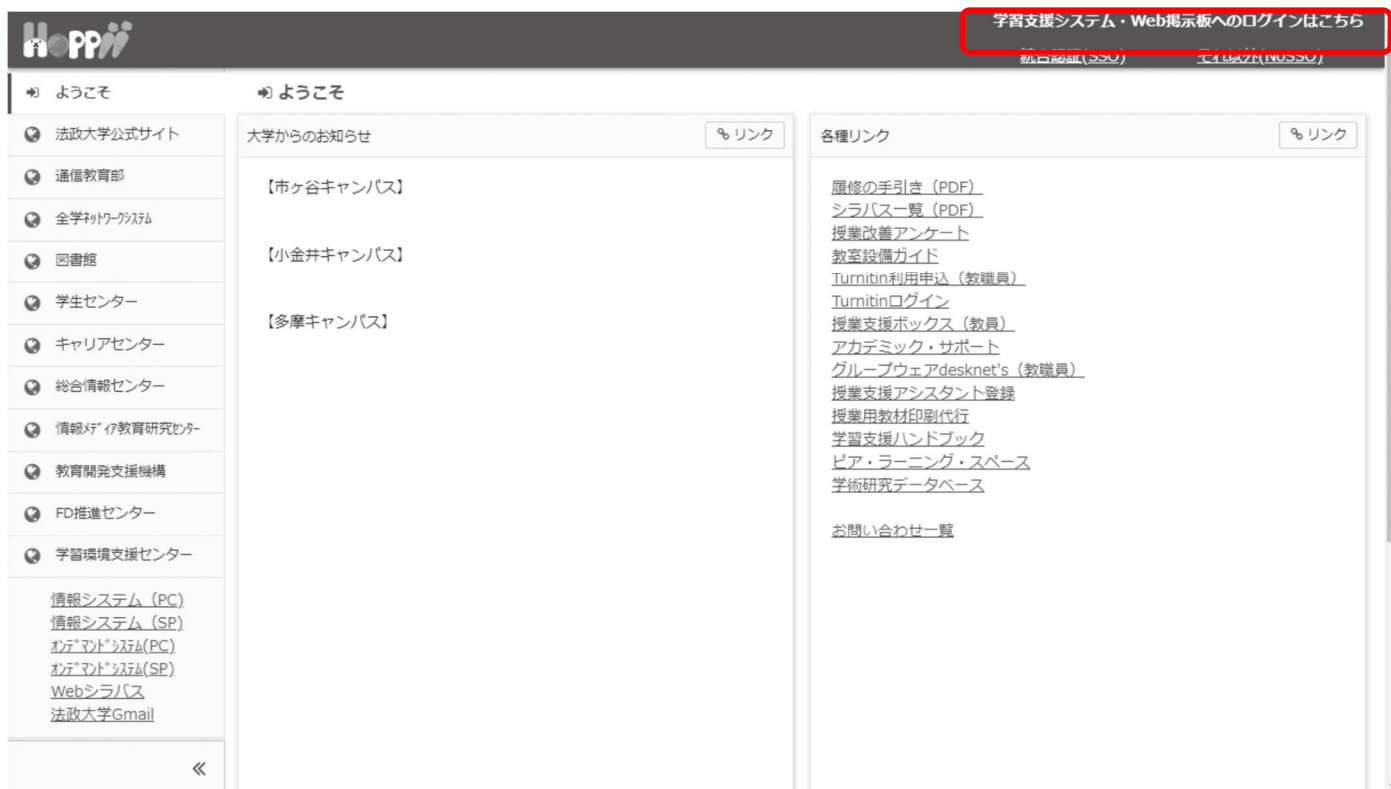 Hoppii
学習支援システム・Web掲示板へのログインはこちら
統合認証(SSO) それ以外(NoSSO)
ようこそ
法政大学公式サイト
通信教育部
全学ﾈｯﾄﾜｰｸｼｽﾃﾑ
図書館
学生センター
キャリアセンター
総合情報センター
情報ﾒﾃﾞｨｱ教育研究ｾﾝﾀｰ
教育開発支援機構
FD推進センター
学習環境支援センター
情報システム（PC)
情報システム（SP)
ｵﾝﾃﾞﾏﾝﾄﾞｼｽﾃﾑ(PC)
ｵﾝﾃﾞﾏﾝﾄﾞｼｽﾃﾑ(SP)
Webシラバス
法政大学Gmail
ようこそ
大学からのお知らせ リンク
【市ヶ谷キャンパス】
【小金井キャンパス】
【多摩キャンパス】
各種リンク リンク
履修の手引き（PDF）
シラバス一覧（PDF）
授業改善アンケート
教室設備ガイド
Turnitin利用申込（教職員）
Turnitinログイン
授業支援ボックス（教員）
アカデミック・サポート
グループウェアdesknet's（教職員）
授業支援アシスタント登録
授業用教材印刷代行
学習支援ハンドブック
ピア・ラーニング・スペース
学術研究データベース
お問い合わせ一覧